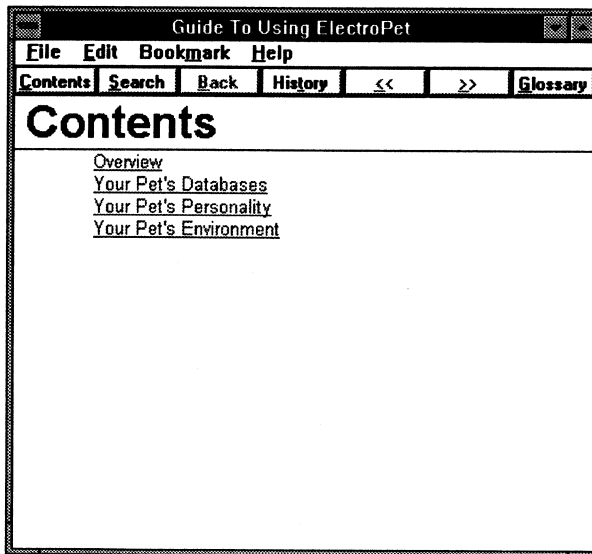 Guide To Using ElectroPet
File Edit Bookmark Help
Contents Search Back History << >> Glossary
Contents
Overview
Your Pet's Databases
Your Pet's Personality
Your Pet's Environment